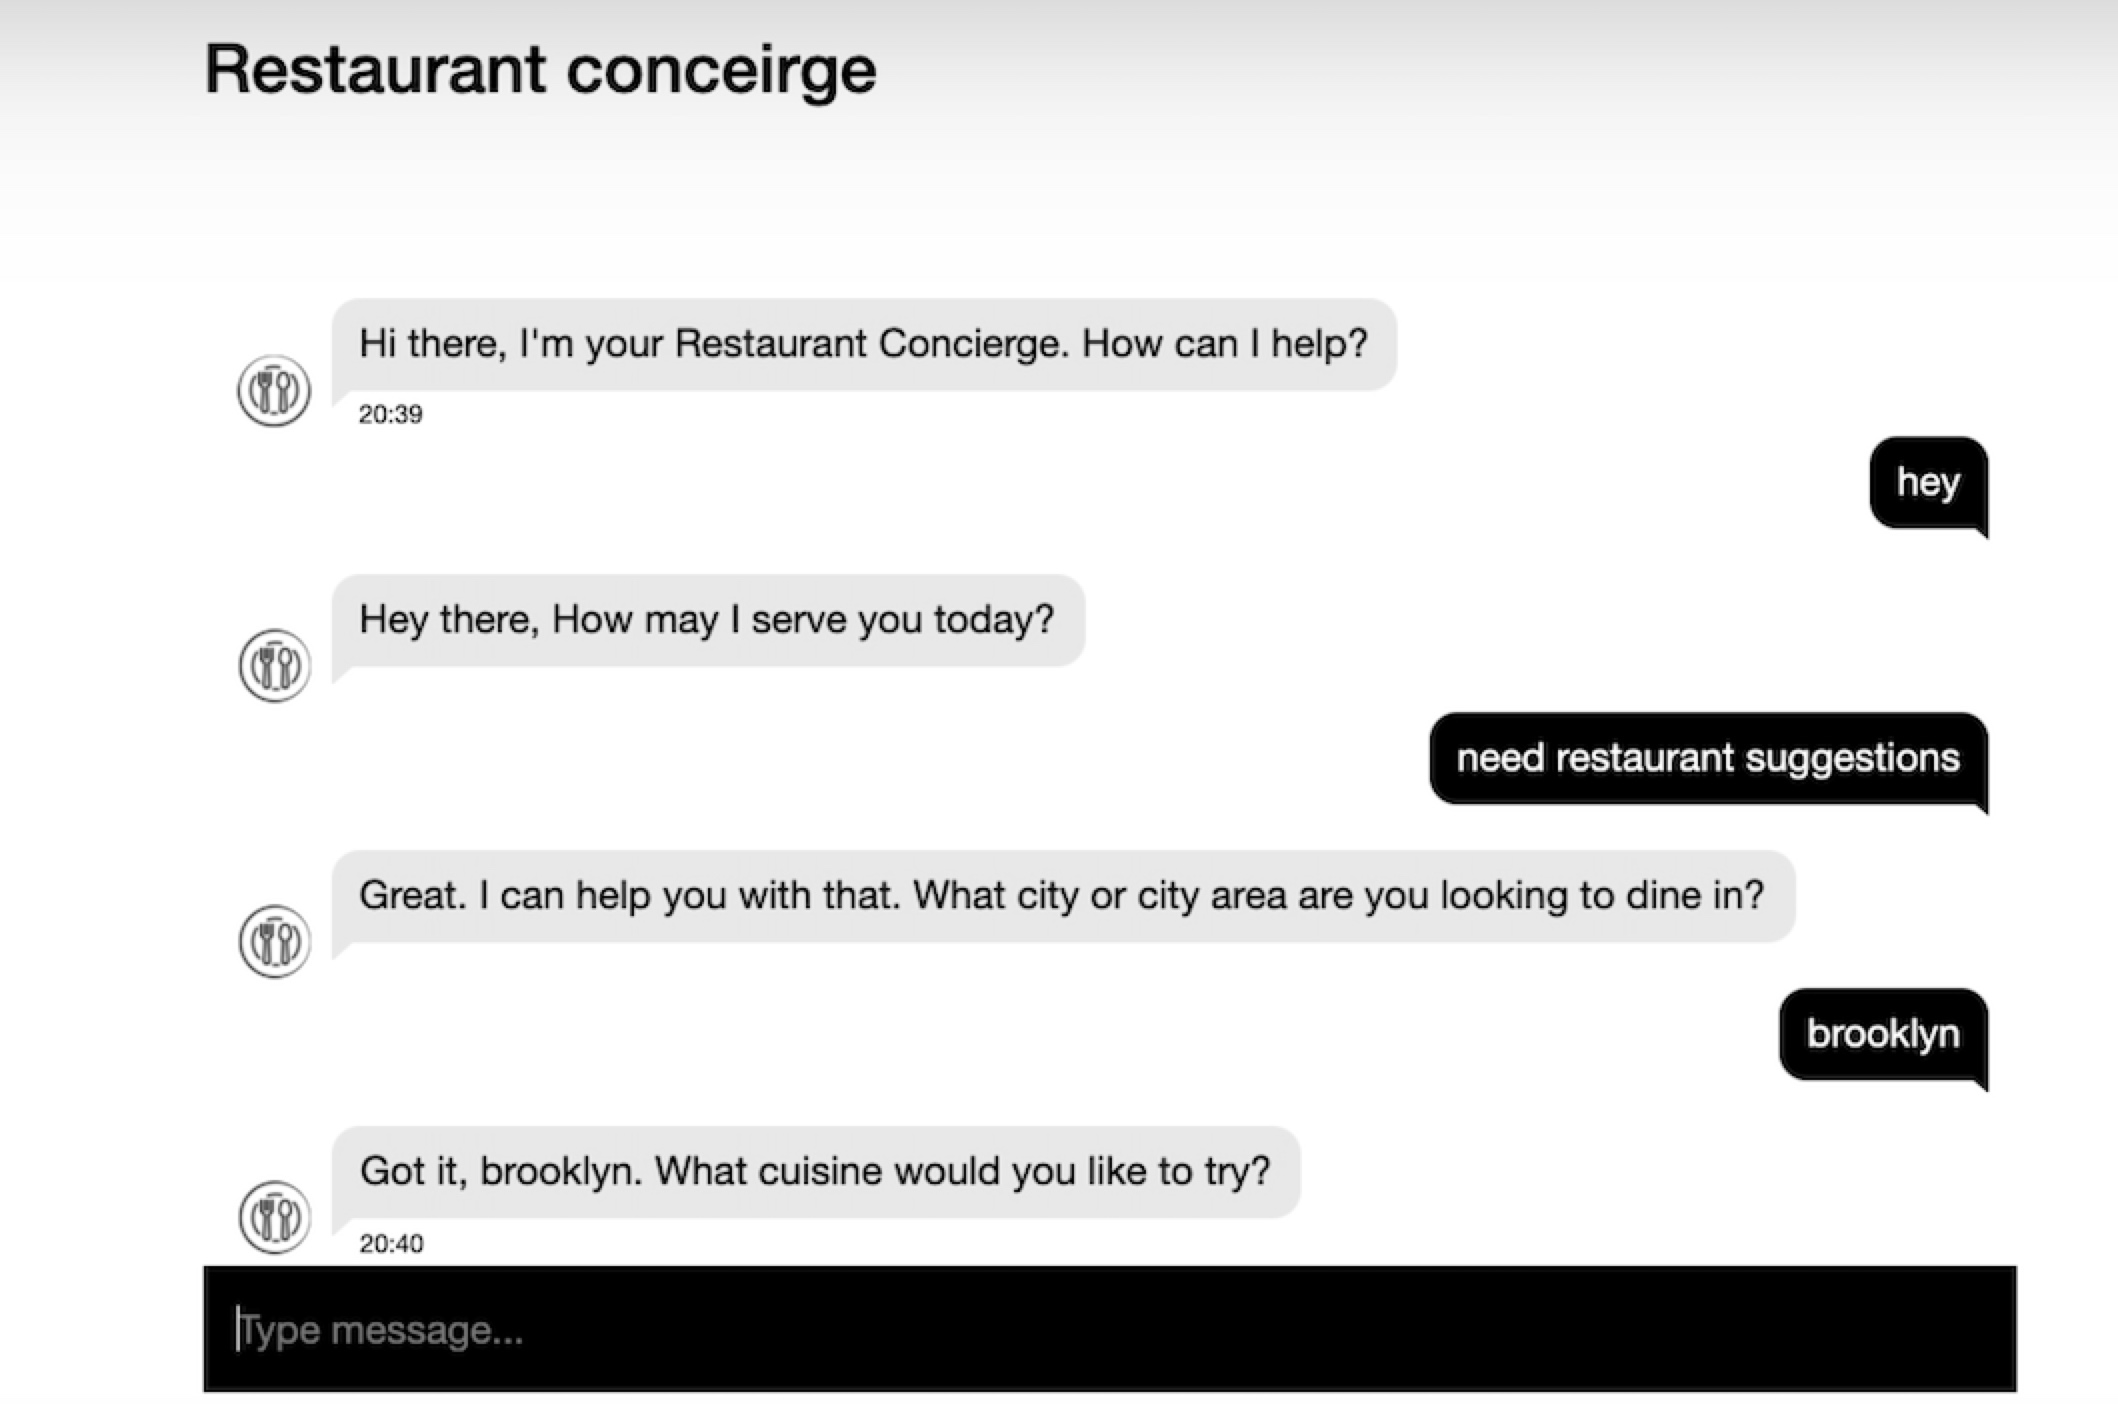 Restaurant conceirge
Hi there, I'm your Restaurant Concierge. How can I help?
20:39
hey
Hey there, How may I serve you today?
need restaurant suggestions
Great. I can help you with that. What city or city area are you looking to dine in?
brooklyn
Got it, brooklyn. What cuisine would you like to try?
20:40
Type message...